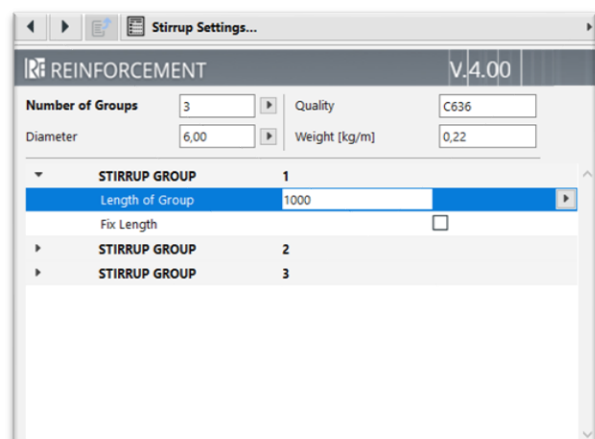 Stirrup Settings...
RF REINFORCEMENT V.4.00
Number of Groups 3 Quality C636
Diameter 6,00 Weight [kg/m] 0,22
STIRRUP GROUP 1
Length of Group 1000
Fix Length
STIRRUP GROUP 2
STIRRUP GROUP 3